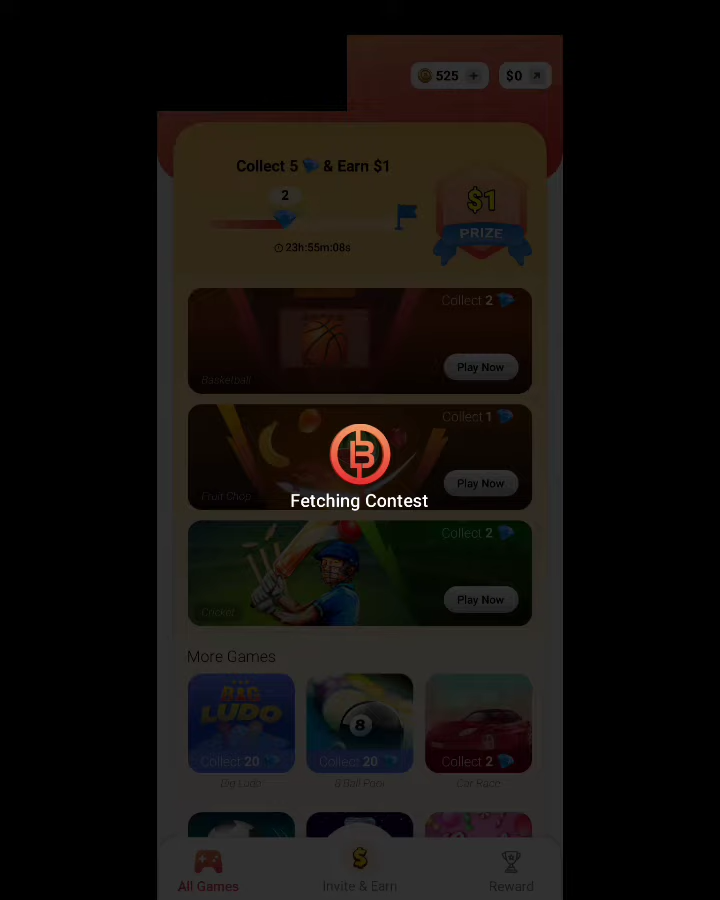 525 +
$0
Collect 5 & Earn $1
2
$1
PRIZE
23h:55m:08s
Collect 2
Play Now
Basketball
Collect 1
Play Now
Fruit Chop
Fetching Contest
Collect 2
Play Now
Cricket
More Games
BIG
LUDO
8
Collect 20
Collect 20
Collect 2
Big Ludo
8 Ball Pool
Car Race
$
All Games
Invite & Earn
Reward